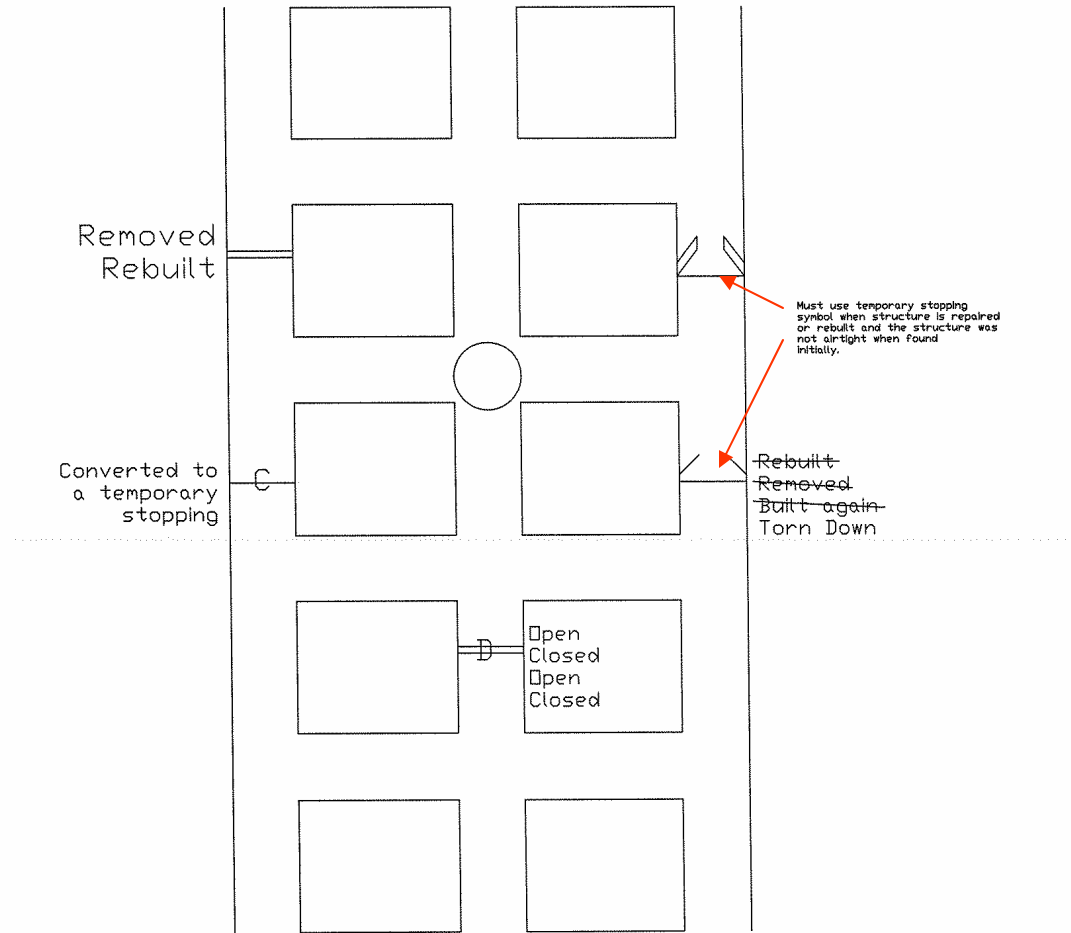 Removed
Rebuilt
Must use temporary stopping
symbol when structure is repaired
or rebuilt and the structure was
not airtight when found
initially.
Converted to
a temporary
stopping
C
Rebuilt
Removed
Built again
Torn Down
D
Open
Closed
Open
Closed